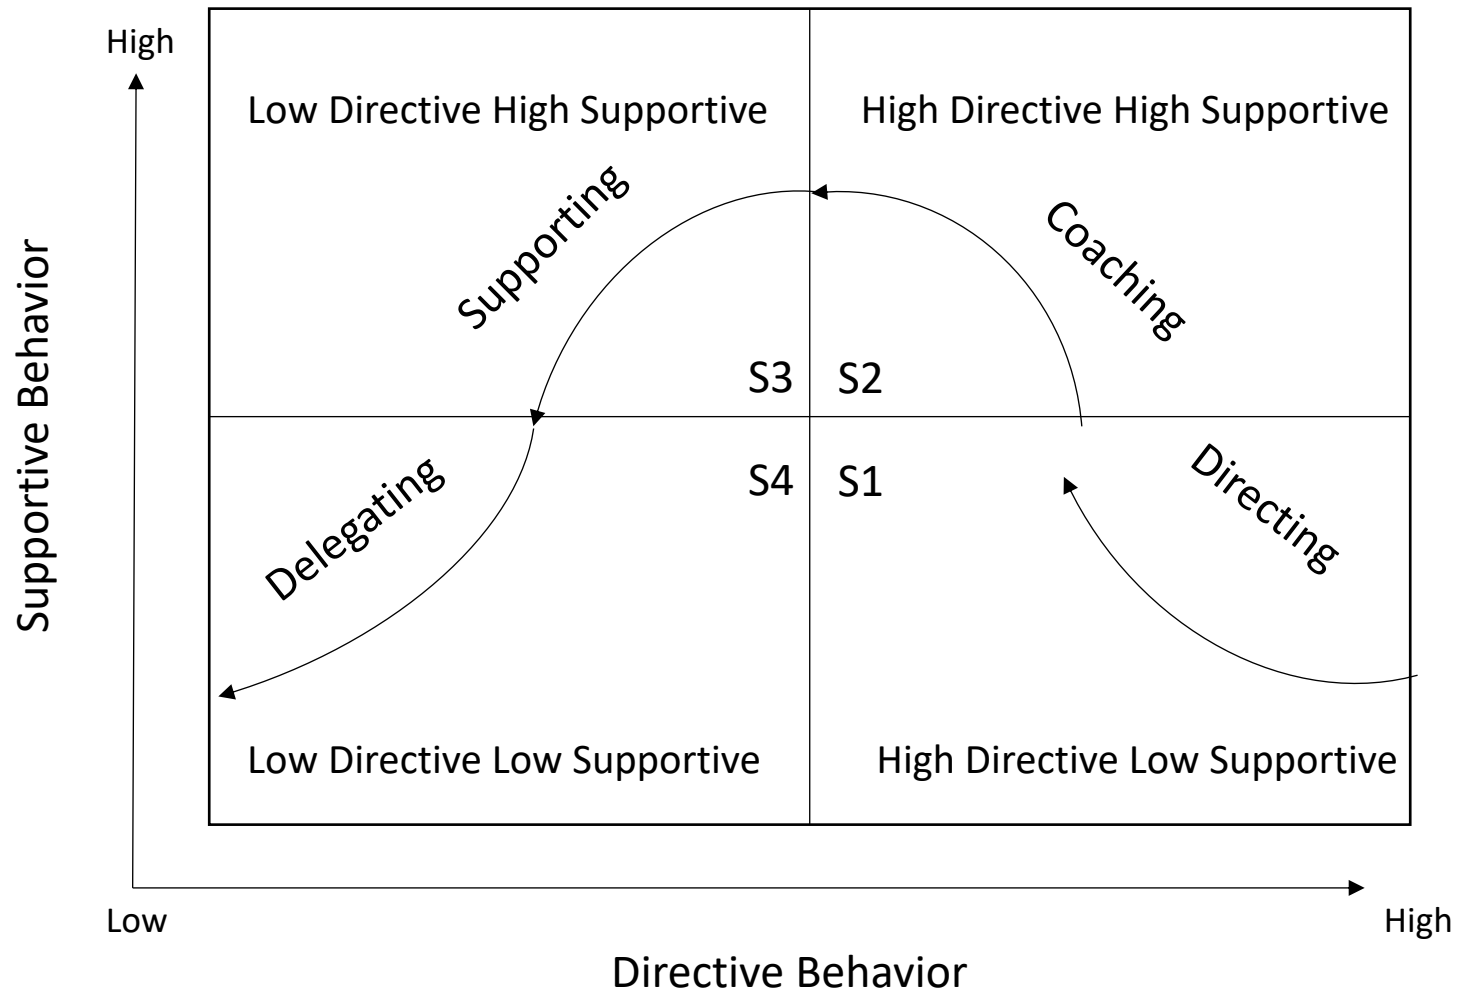 High
Low Directive High Supportive
High Directive High Supportive
Supporting
Coaching
Supportive Behavior
S3
S2
S4
S1
Delegating
Directing
Low Directive Low Supportive
High Directive Low Supportive
Low
High
Directive Behavior